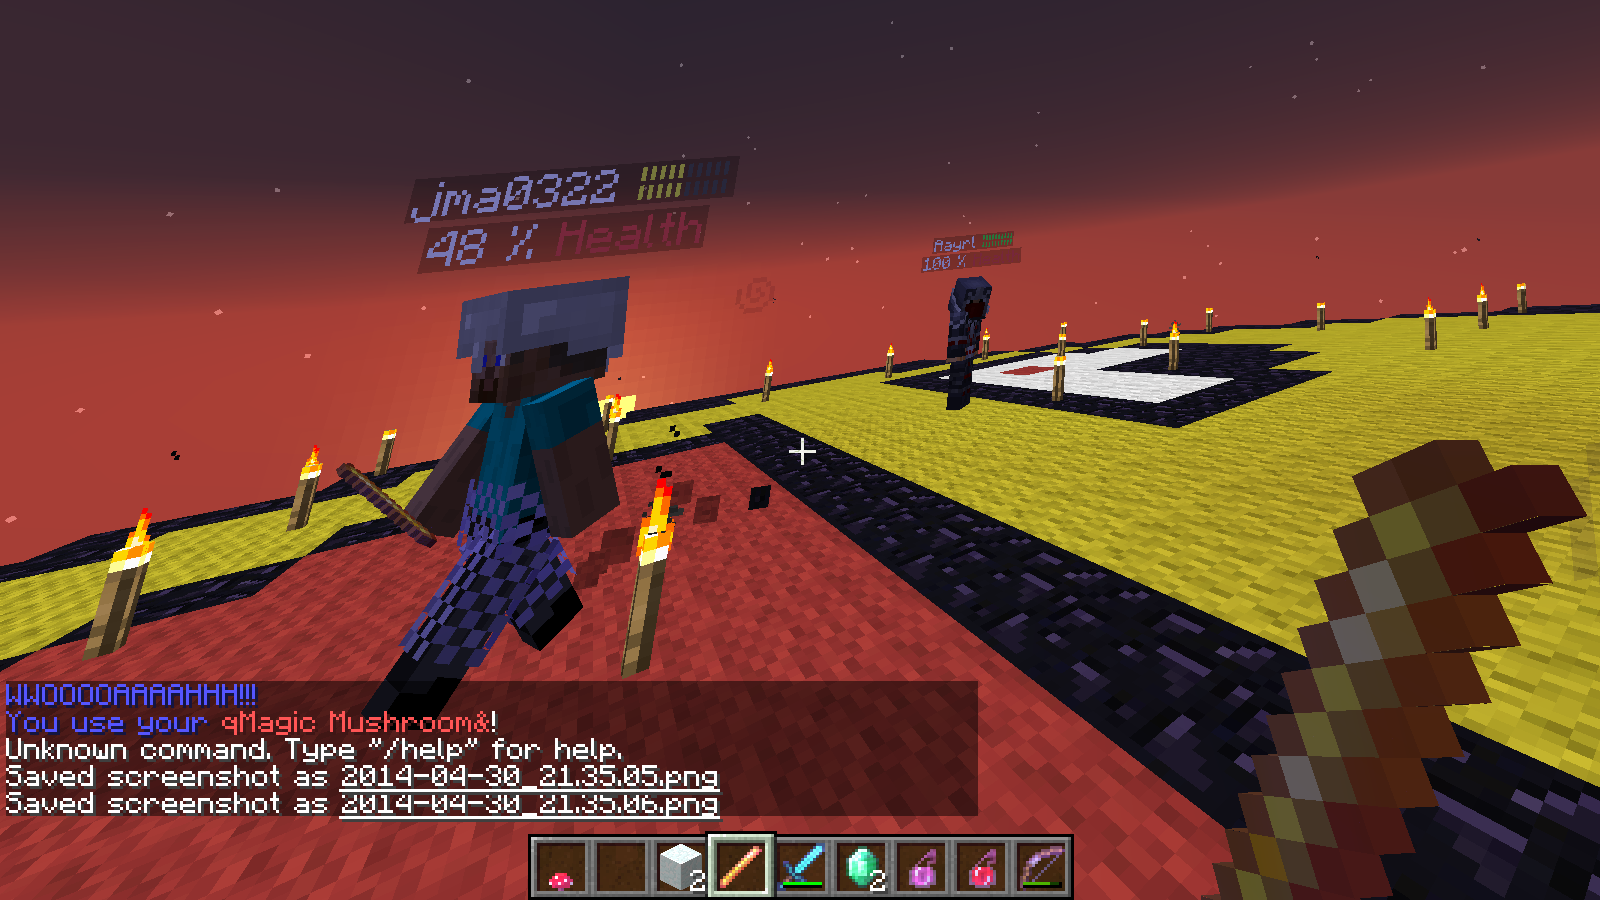 jma0322
48 % Health
Aayrl
100 %
WWOOOOAAAAHHH!!!
You use your qMagic Mushroom&!
Unknown command. Type "/help" for help.
Saved screenshot as 2014-04-30_21.35.05.png
Saved screenshot as 2014-04-30_21.35.06.png
2
2